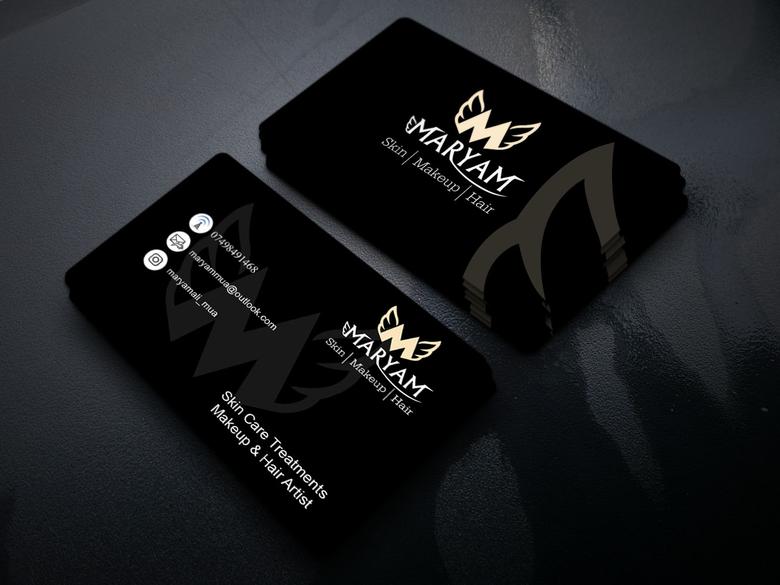 MARYAM
Skin | Makeup | Hair
07498491468
maryammua@outlook.com
maryamali_mua
MARYAM
Skin | Makeup | Hair
Skin Care Treatments
Makeup & Hair Artist